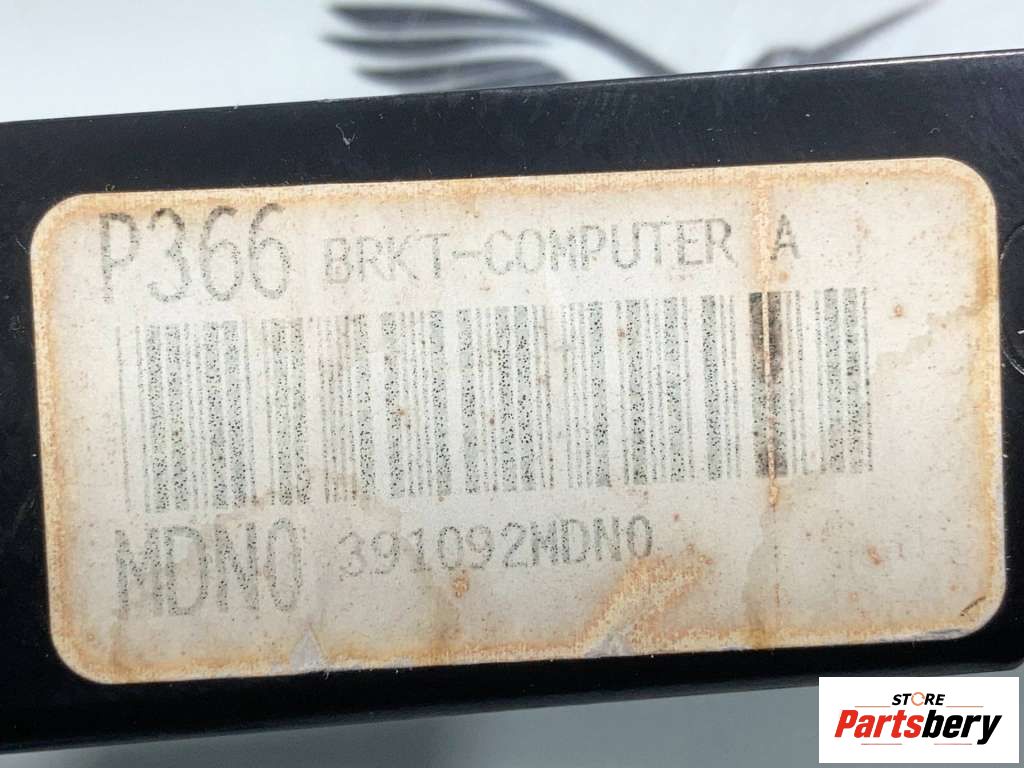 P366 BRKT-COMPUTER A
MDN0 391092MDN0
STORE
Partsbery